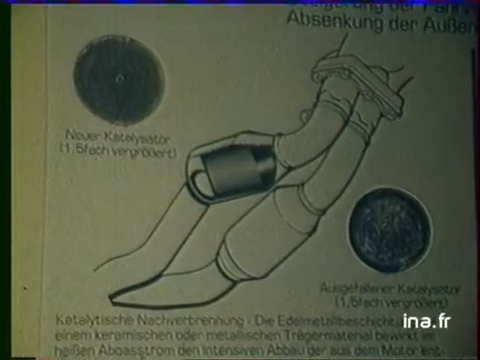 Absenkung der Außen
Neuer Katalysator
(1,5fach vergrößert)
Ausgefallener Katalysator
(1,5fach vergrößert)
Katalytische Nachverbrennung - Die Edelmetallbeschicht
einem keramischen oder metallischen Trägermaterial bewirkt im
heißen Abgasstrom den intensiven Abbau der aus dem Motor ent-
ina.fr